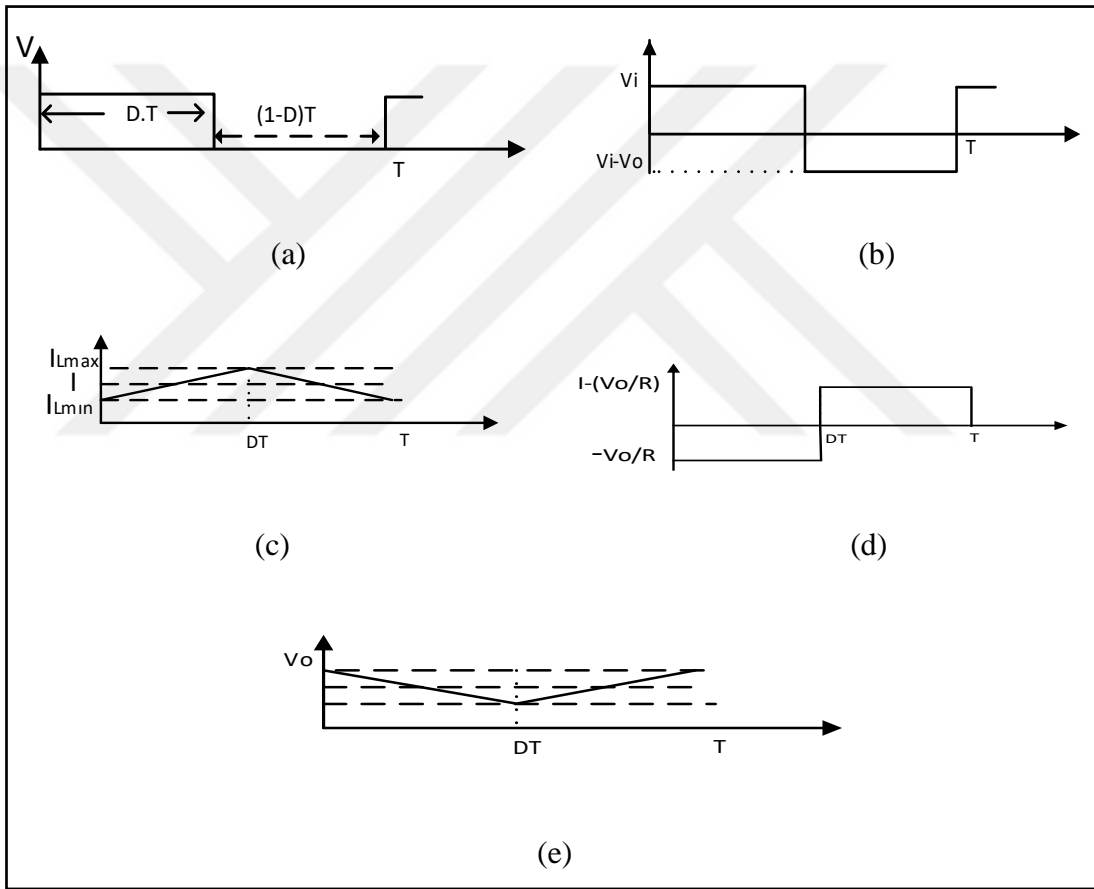 V
D.T
(1-D)T
T
(a)
Vi
Vi-Vo
T
(b)
ILmax
I
ILmin
DT
T
(c)
I-(Vo/R)
-Vo/R
DT
T
(d)
Vo
DT
T
(e)